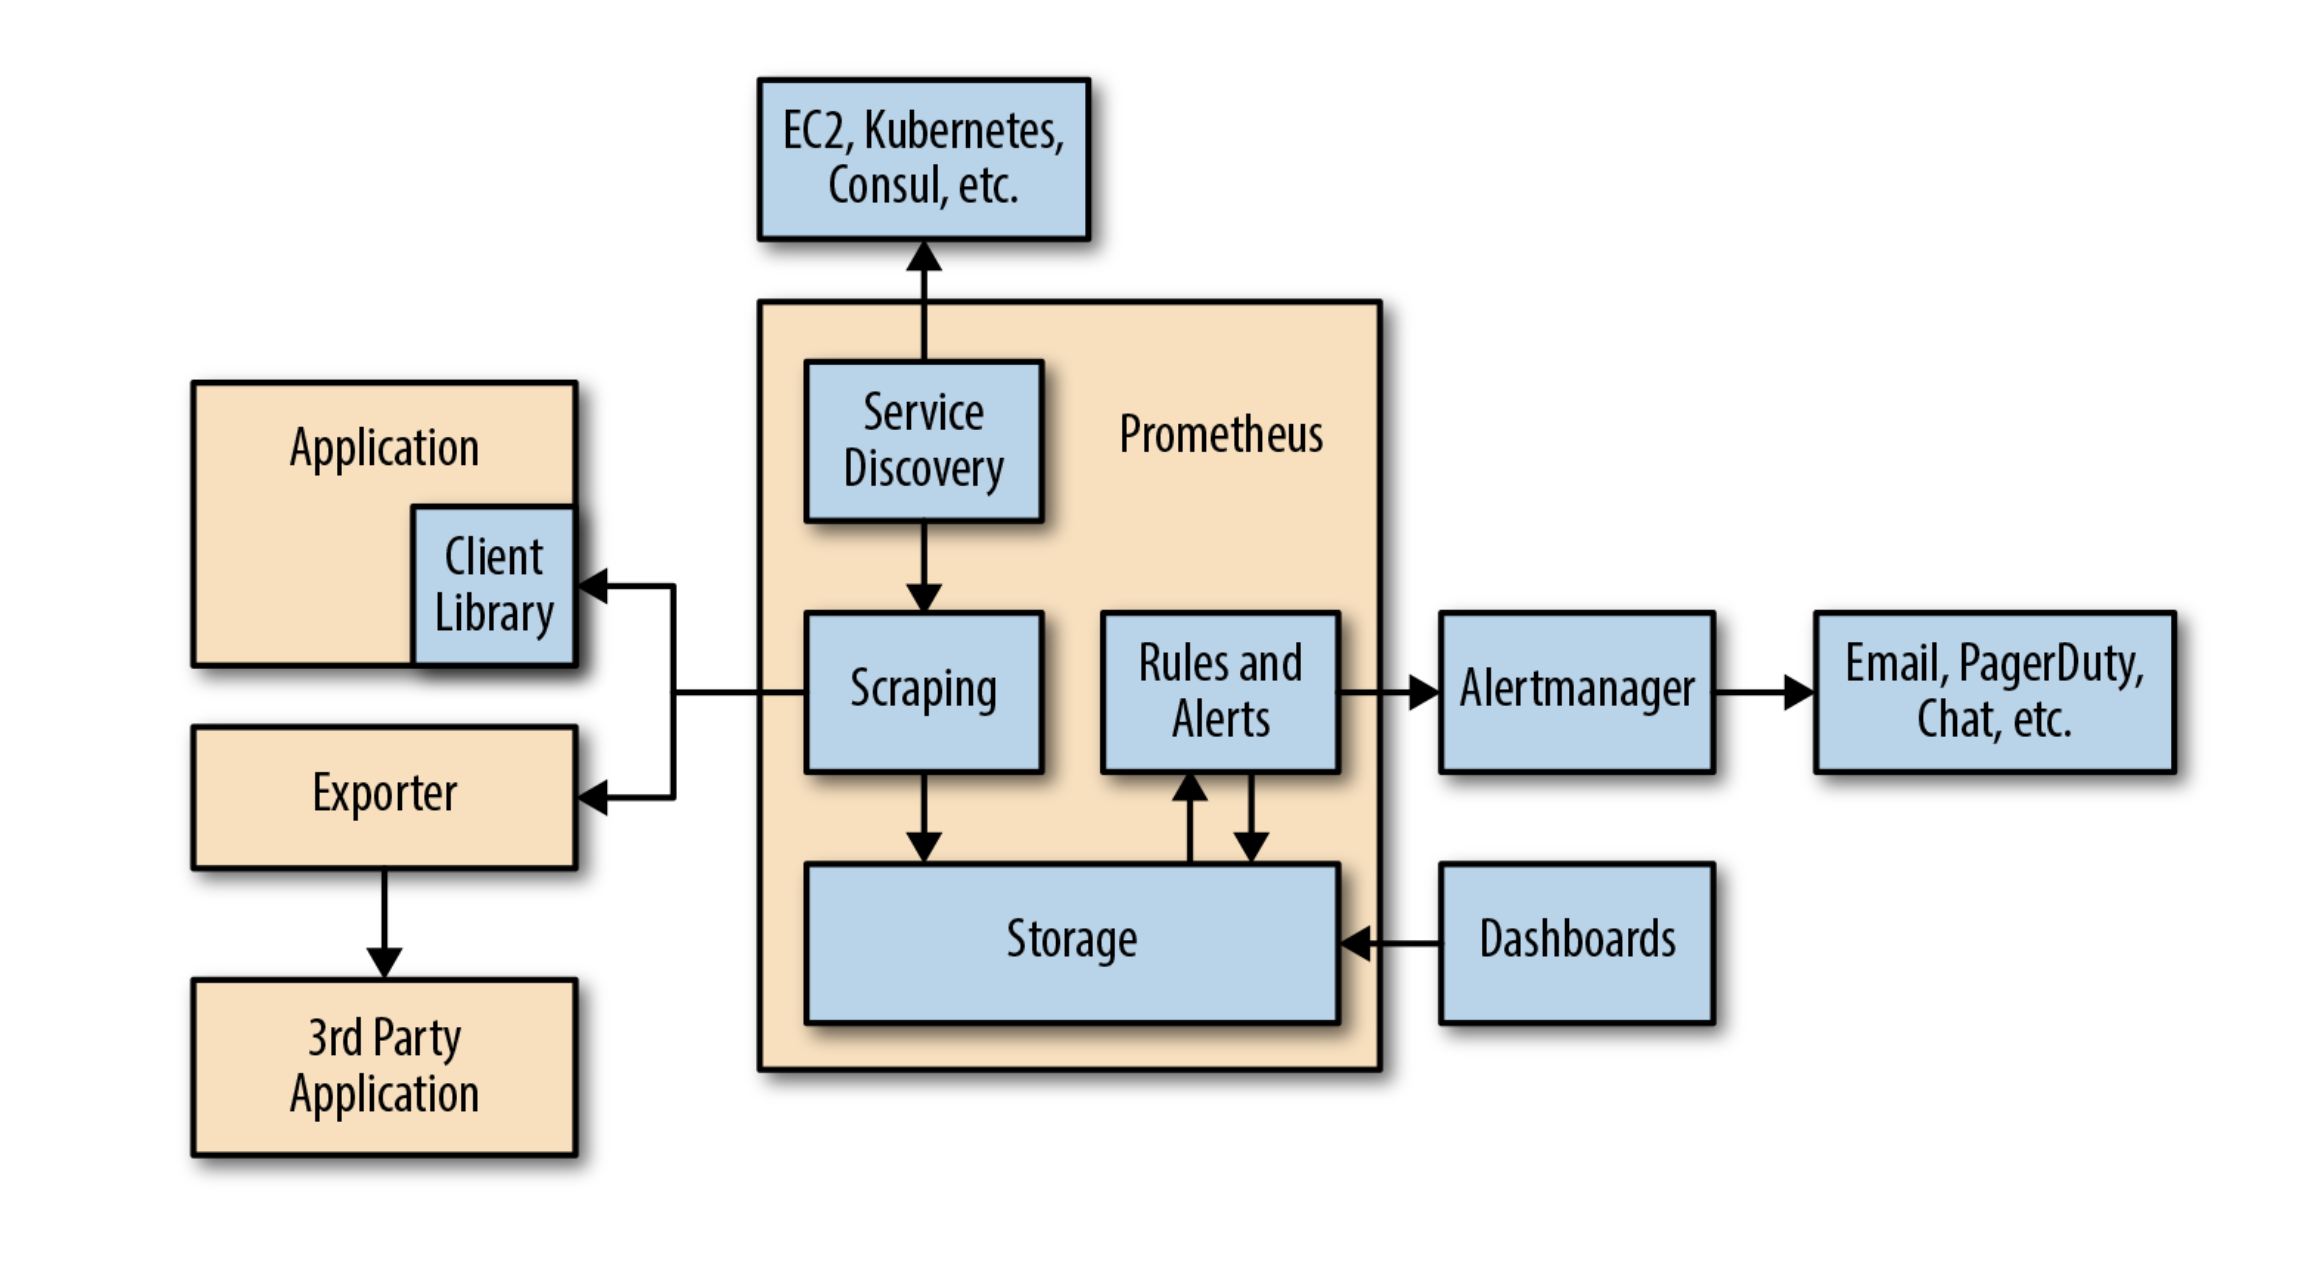 EC2, Kubernetes,
Consul, etc.
Service
Discovery
Prometheus
Application
Client
Library
Scraping
Rules and
Alerts
Alertmanager
Email, PagerDuty,
Chat, etc.
Exporter
Storage
Dashboards
3rd Party
Application